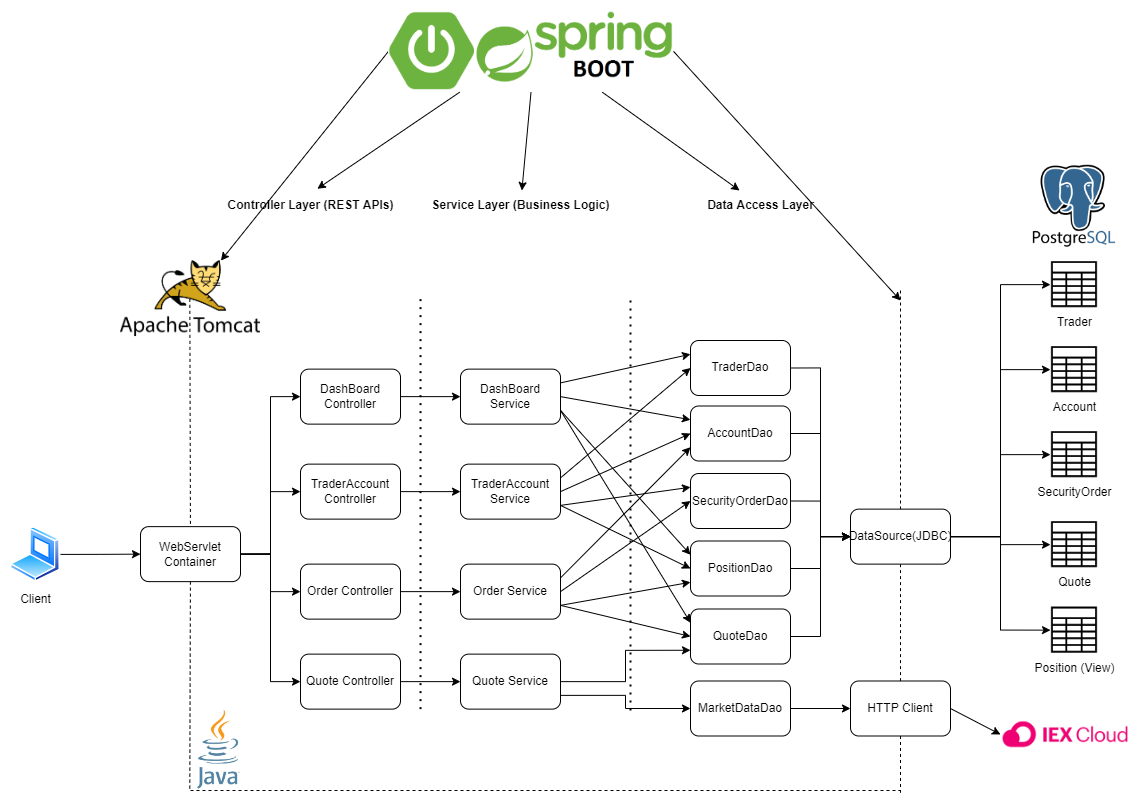 spring
BOOT
Controller Layer (REST APIs)
Service Layer (Business Logic)
Data Access Layer
PostgreSQL
Apache Tomcat
Trader
Account
SecurityOrder
Quote
Position (View)
DashBoard
Controller
DashBoard
Service
TraderDao
AccountDao
TraderAccount
Controller
TraderAccount
Service
SecurityOrderDao
WebServlet
Container
DataSource(JDBC)
PositionDao
Client
Order Controller
Order Service
QuoteDao
Quote Controller
Quote Service
MarketDataDao
HTTP Client
IEX Cloud
Java